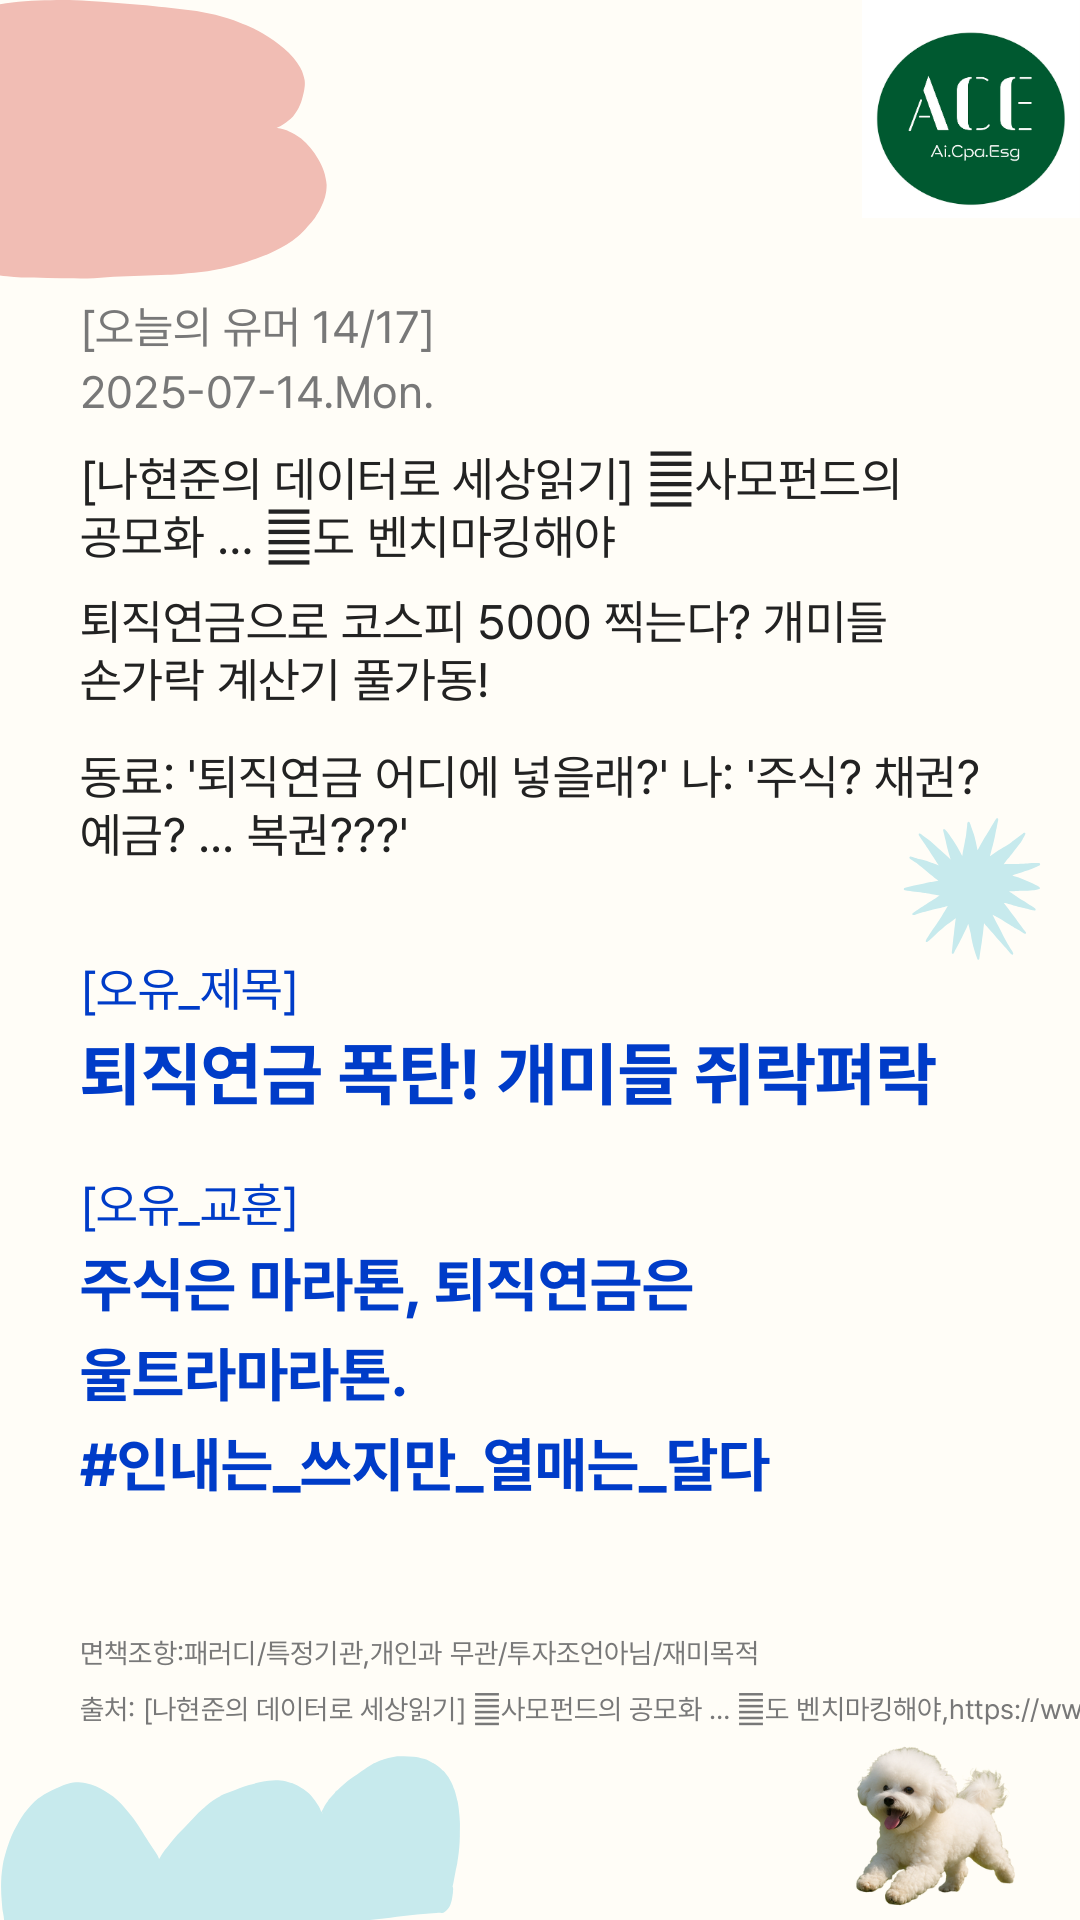 ACE
Ai.Cpa.Esg
[오늘의 유머 14/17]
2025-07-14.Mon.
[나현준의 데이터로 세상읽기] 사모펀드의
공모화 ... 도 벤치마킹해야
퇴직연금으로 코스피 5000 찍는다? 개미들
손가락 계산기 풀가동!
동료: '퇴직연금 어디에 넣을래?' 나: '주식? 채권?
예금? ... 복권???'
[오유_제목]
퇴직연금 폭탄! 개미들 쥐락펴락
[오유_교훈]
주식은 마라톤, 퇴직연금은
울트라마라톤.
#인내는_쓰지만_열매는_달다
면책조항:패러디/특정기관,개인과 무관/투자조언아님/재미목적
출처: [나현준의 데이터로 세상읽기] 사모펀드의 공모화 ... 도 벤치마킹해야,https://ww